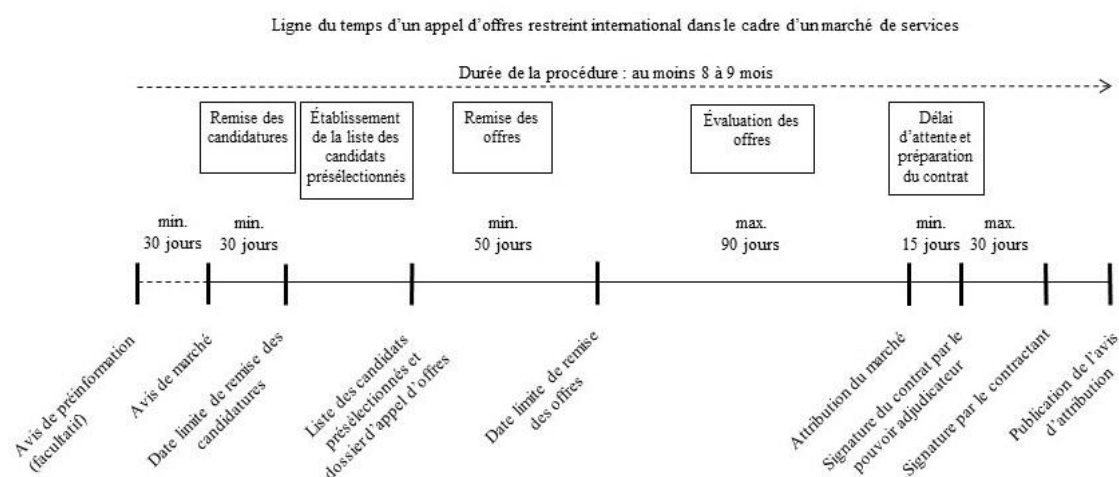 Ligne du temps d’un appel d’offres restreint international dans le cadre d’un marché de services
Durée de la procédure : au moins 8 à 9 mois
Remise des
candidatures
Établissement
de la liste des
candidats
présélectionnés
Remise des
offres
Évaluation des
offres
Délai
d’attente et
préparation
du contrat
min.
30 jours
min.
30 jours
min.
50 jours
max.
90 jours
min.
15 jours
max.
30 jours
Avis de préinformation
(facultatif)
Avis de marché
Date limite de remise des
candidatures
Liste des candidats
présélectionnés et
dossier d’appel d’offres
Date limite de remise
des offres
Attribution du marché
Signature du contrat par le
pouvoir adjudicateur
Signature par le contractant
Publication de l’avis
d’attribution